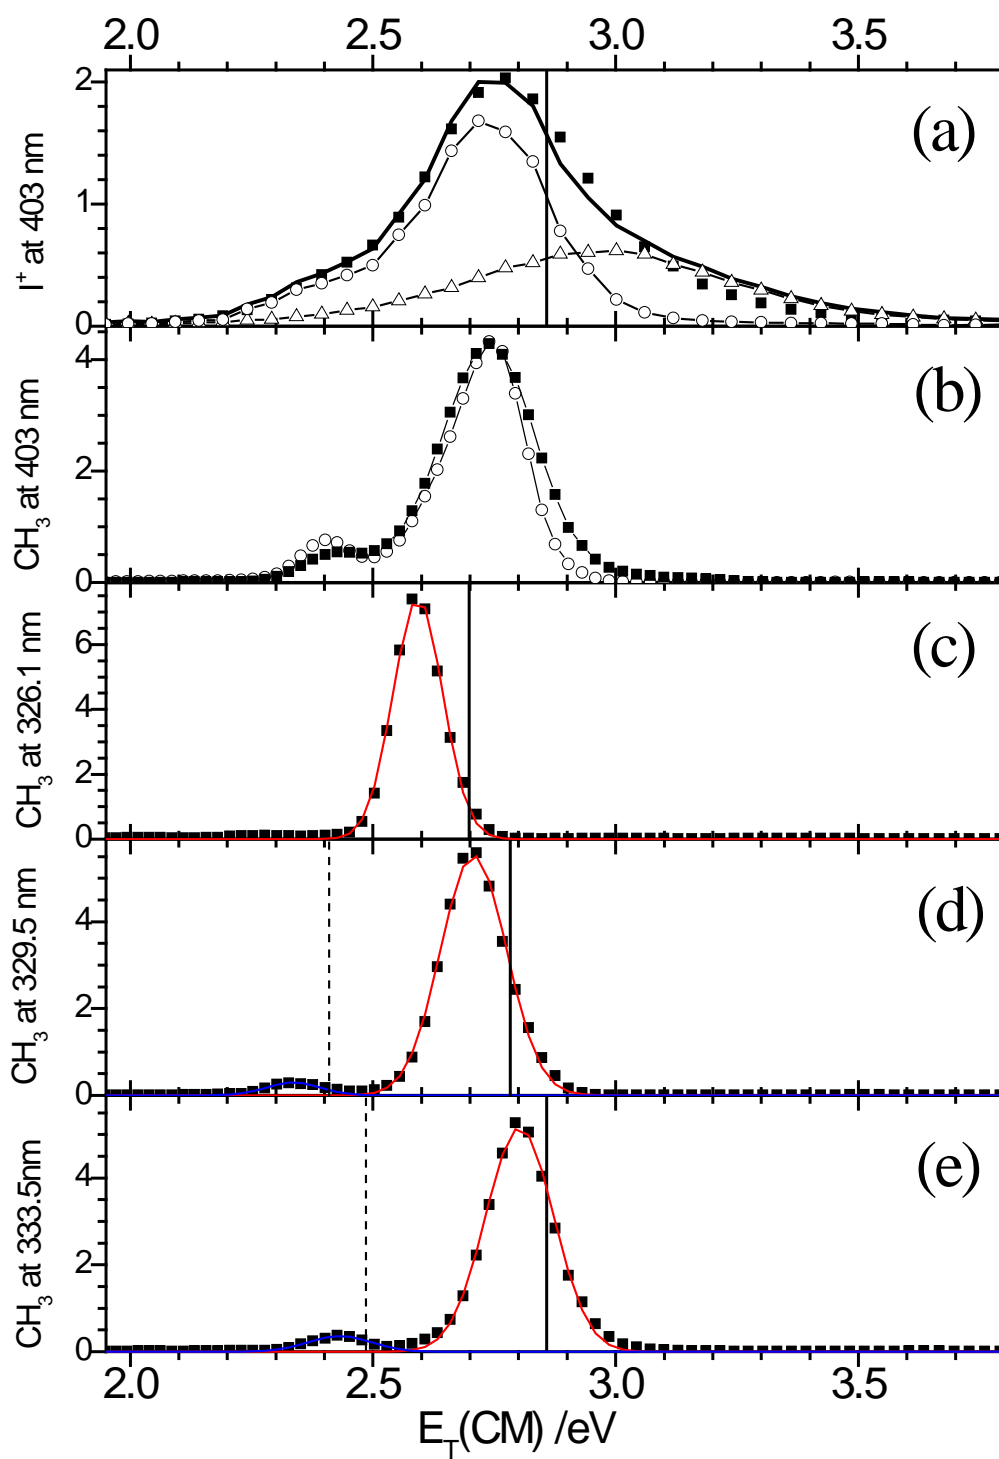 2.0 2.5 3.0 3.5
2
1
0
I⁺ at 403 nm
(a)
4
2
0
CH₃ at 403 nm
(b)
6
4
2
0
CH₃ at 326.1 nm
(c)
4
2
0
CH₃ at 329.5 nm
(d)
4
2
0
CH₃ at 333.5nm
(e)
2.0 2.5 3.0 3.5
E_T(CM) /eV